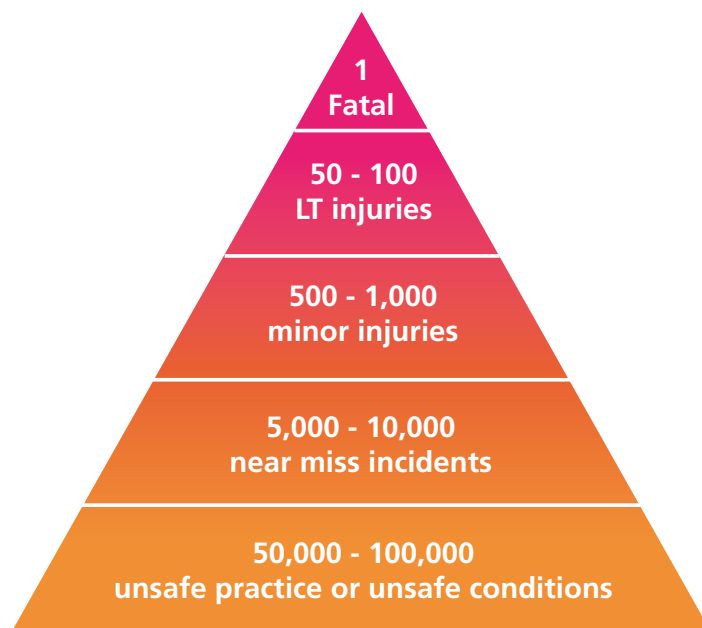 1
Fatal
50 - 100
LT injuries
500 - 1,000
minor injuries
5,000 - 10,000
near miss incidents
50,000 - 100,000
unsafe practice or unsafe conditions